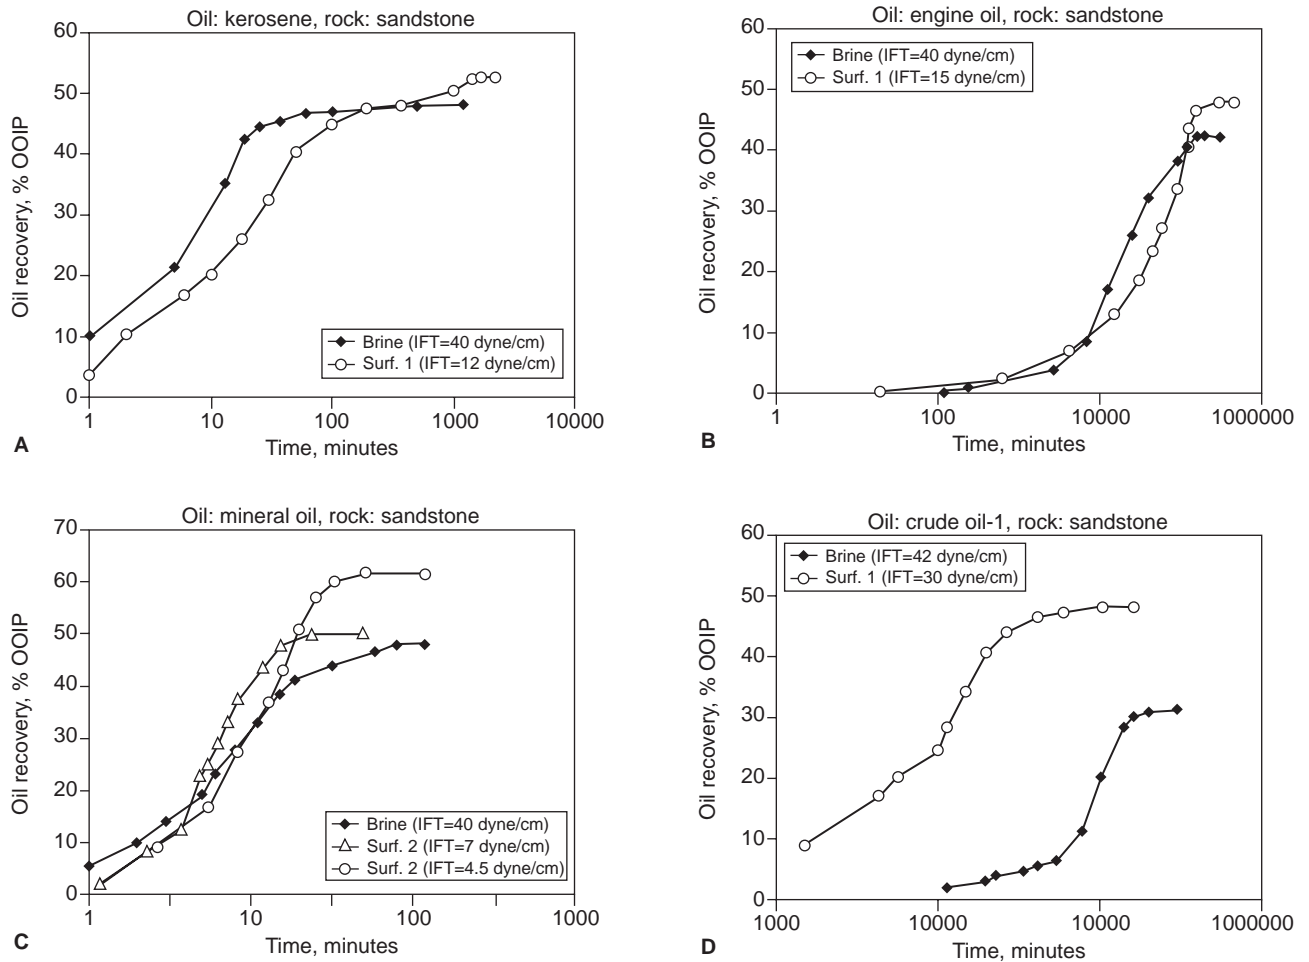 Oil: kerosene, rock: sandstone
60
50
40
30
20
10
0
Oil recovery, % OOIP
Brine (IFT=40 dyne/cm)
Surf. 1 (IFT=12 dyne/cm)
1
10
100
1000
10000
Time, minutes
A
Oil: engine oil, rock: sandstone
60
50
40
30
20
10
0
Oil recovery, % OOIP
Brine (IFT=40 dyne/cm)
Surf. 1 (IFT=15 dyne/cm)
1
100
10000
1000000
Time, minutes
B
Oil: mineral oil, rock: sandstone
70
60
50
40
30
20
10
0
Oil recovery, % OOIP
Brine (IFT=40 dyne/cm)
Surf. 2 (IFT=7 dyne/cm)
Surf. 2 (IFT=4.5 dyne/cm)
1
10
100
1000
Time, minutes
C
Oil: crude oil-1, rock: sandstone
60
50
40
30
20
10
0
Oil recovery, % OOIP
Brine (IFT=42 dyne/cm)
Surf. 1 (IFT=30 dyne/cm)
1000
10000
10000
1000000
Time, minutes
D